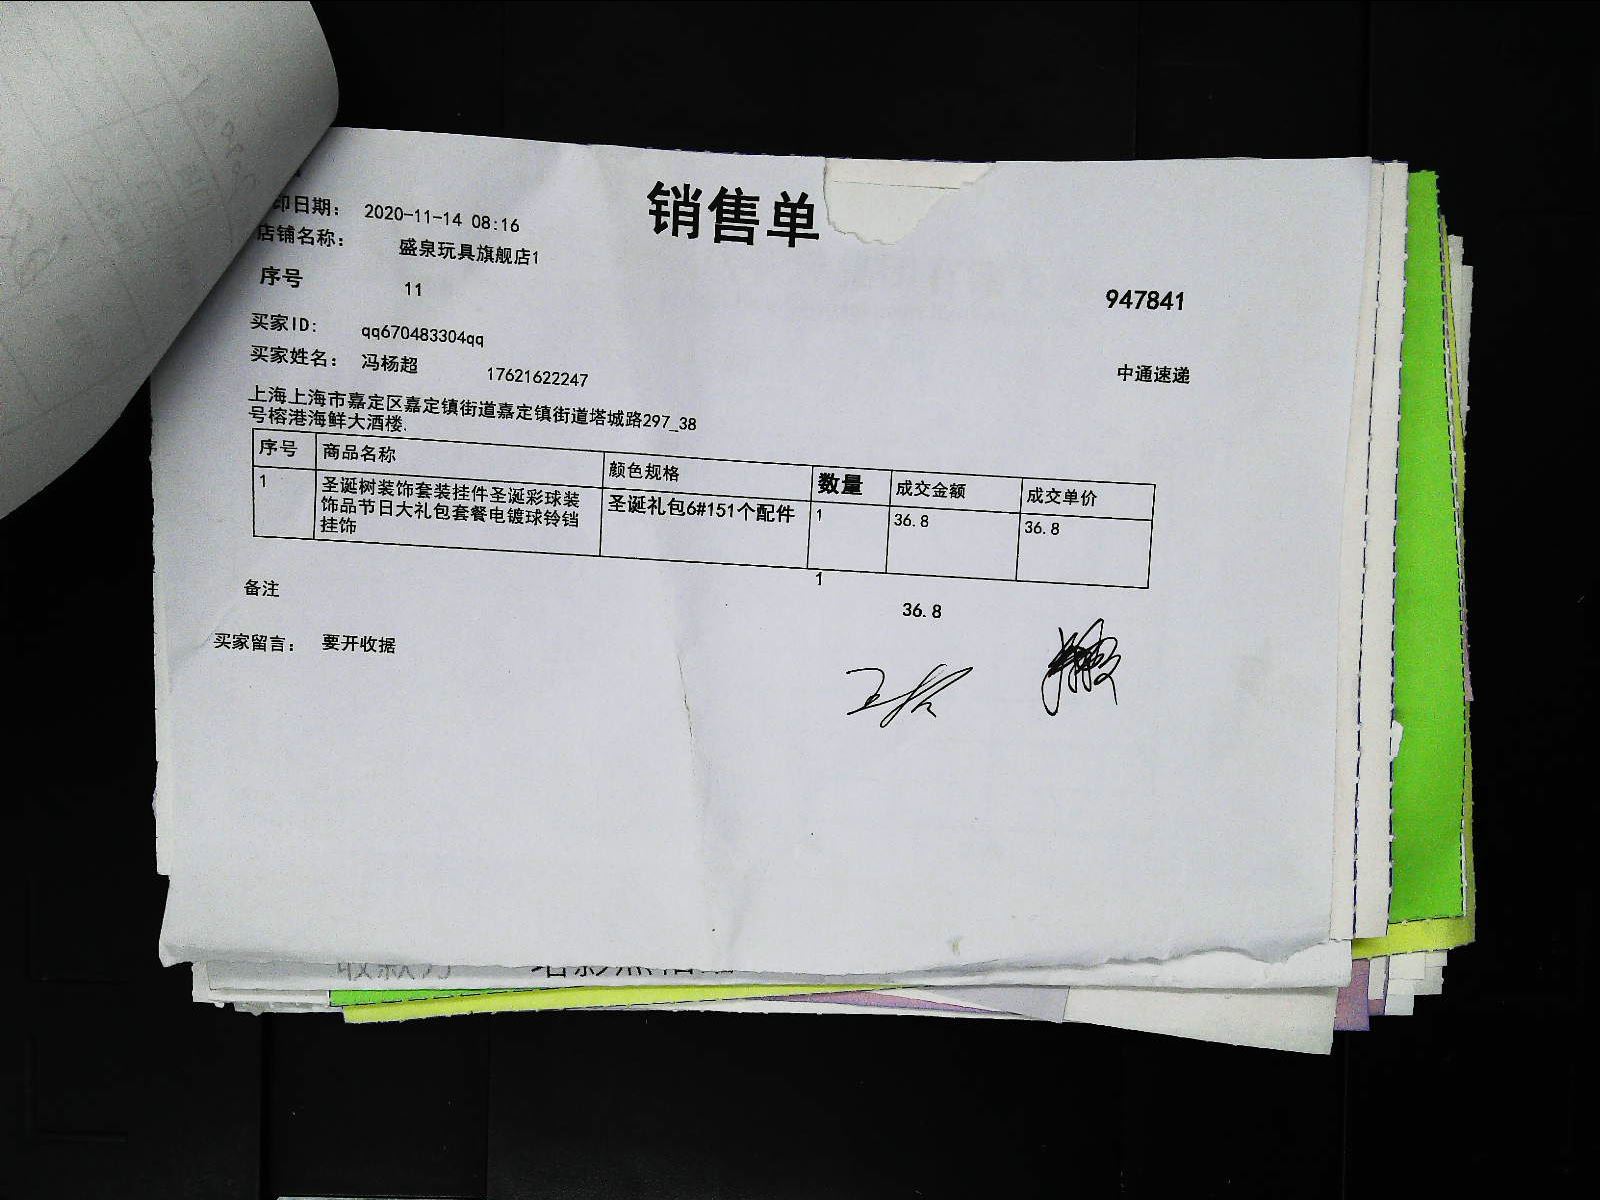 销售单
印日期： 2020-11-14 08:16
店铺名称： 盛泉玩具旗舰店1
序号 11
947841
买家ID: qq670483304qq
买家姓名： 冯杨超 17621622247
中通速递
上海上海市嘉定区嘉定镇街道嘉定镇街道塔城路297_38
号榕港海鲜大酒楼.
序号 商品名称 颜色规格 数量 成交金额 成交单价
1 圣诞树装饰套装挂件圣诞彩球装 圣诞礼包6#151个配件 1 36.8 36.8
饰品节日大礼包套餐电镀球铃铛
挂饰
1
备注 36.8
买家留言： 要开收据